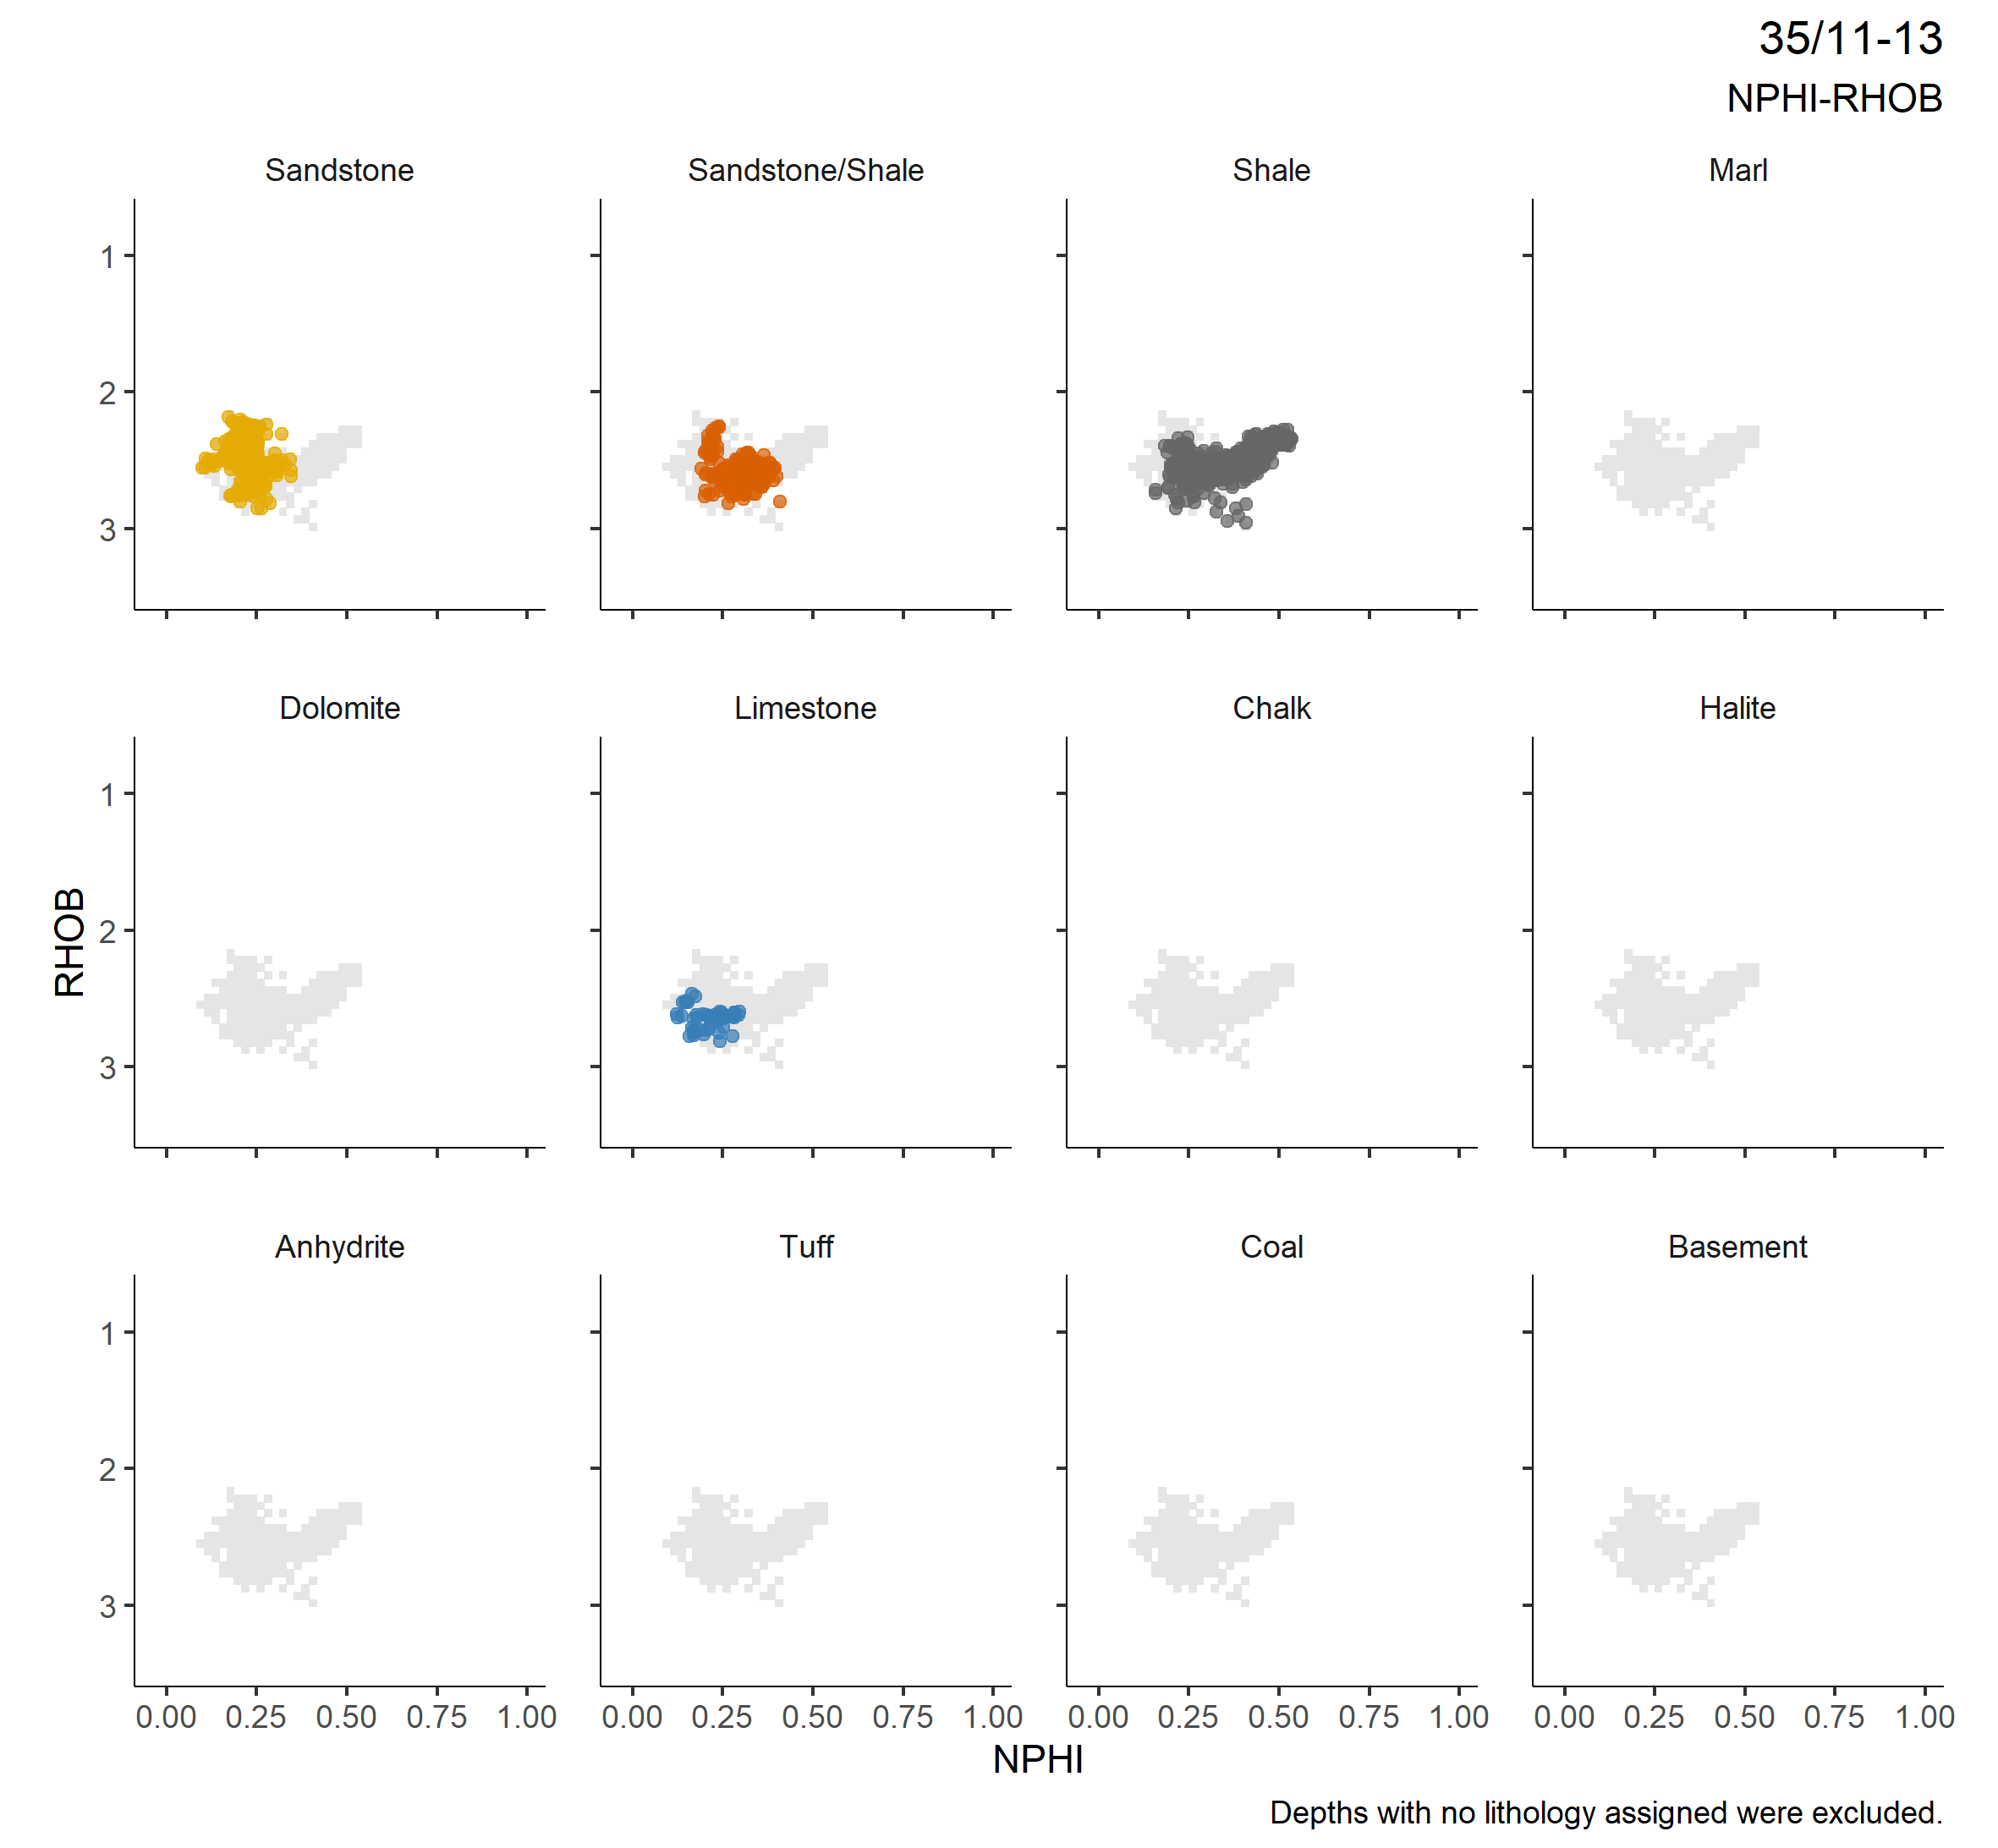 35/11-13
NPHI-RHOB
Sandstone Sandstone/Shale Shale Marl
1
2
3
Dolomite Limestone Chalk Halite
1
2
3
RHOB
Anhydrite Tuff Coal Basement
1
2
3
0.00 0.25 0.50 0.75 1.00 0.00 0.25 0.50 0.75 1.00 0.00 0.25 0.50 0.75 1.00 0.00 0.25 0.50 0.75 1.00
NPHI
Depths with no lithology assigned were excluded.